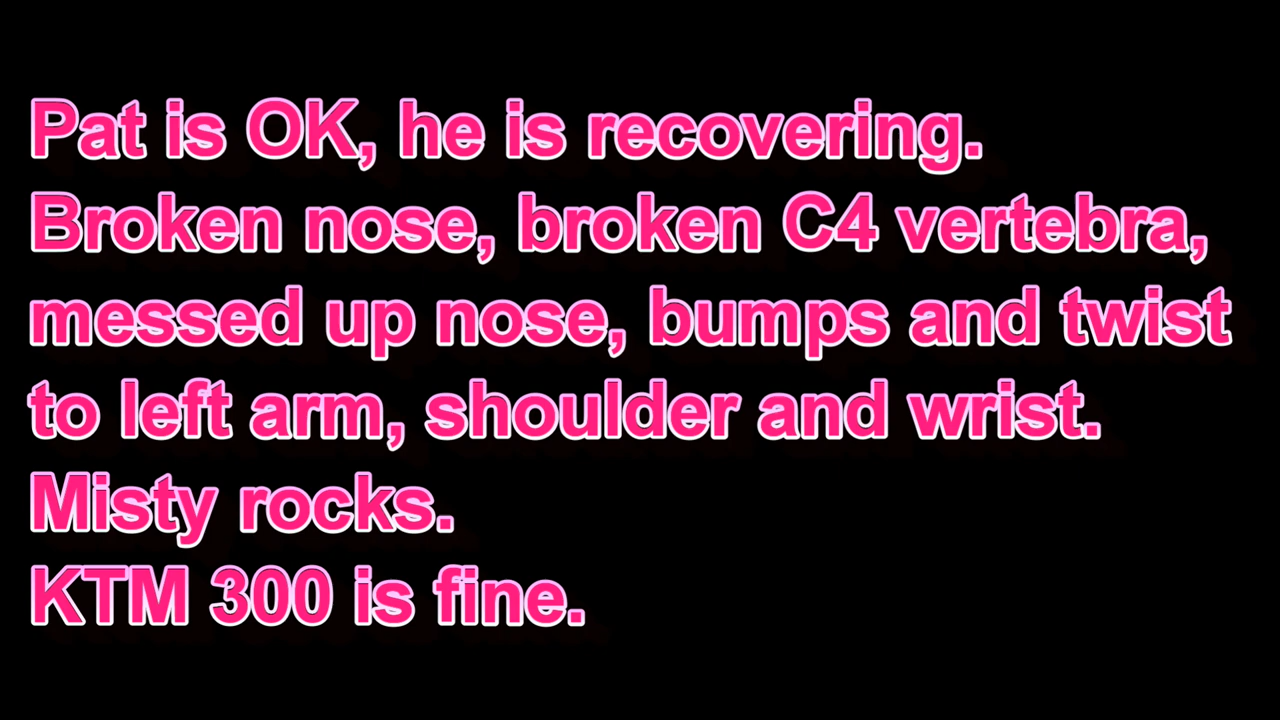 Pat is OK, he is recovering.
Broken nose, broken C4 vertebra,
messed up nose, bumps and twist
to left arm, shoulder and wrist.
Misty rocks.
KTM 300 is fine.